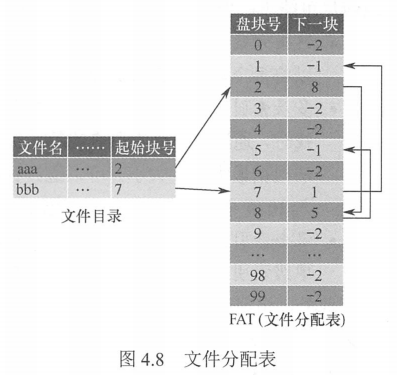 盘块号 下一块
0 -2
1 -1
2 8
3 -2
4 -2
5 -1
6 -2
7 1
8 5
9 -2
… …
98 -2
99 -2
FAT (文件分配表)
文件名 …… 起始块号
aaa … 2
bbb … 7
文件目录
图 4.8 文件分配表